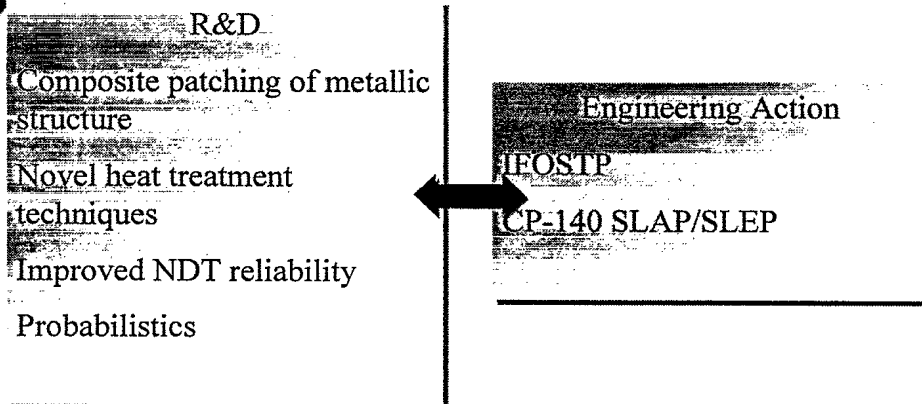 R&D
Composite patching of metallic
structure
Novel heat treatment
techniques
Improved NDT reliability
Probabilistics
Engineering Action
IFOSTP
CP-140 SLAP/SLEP